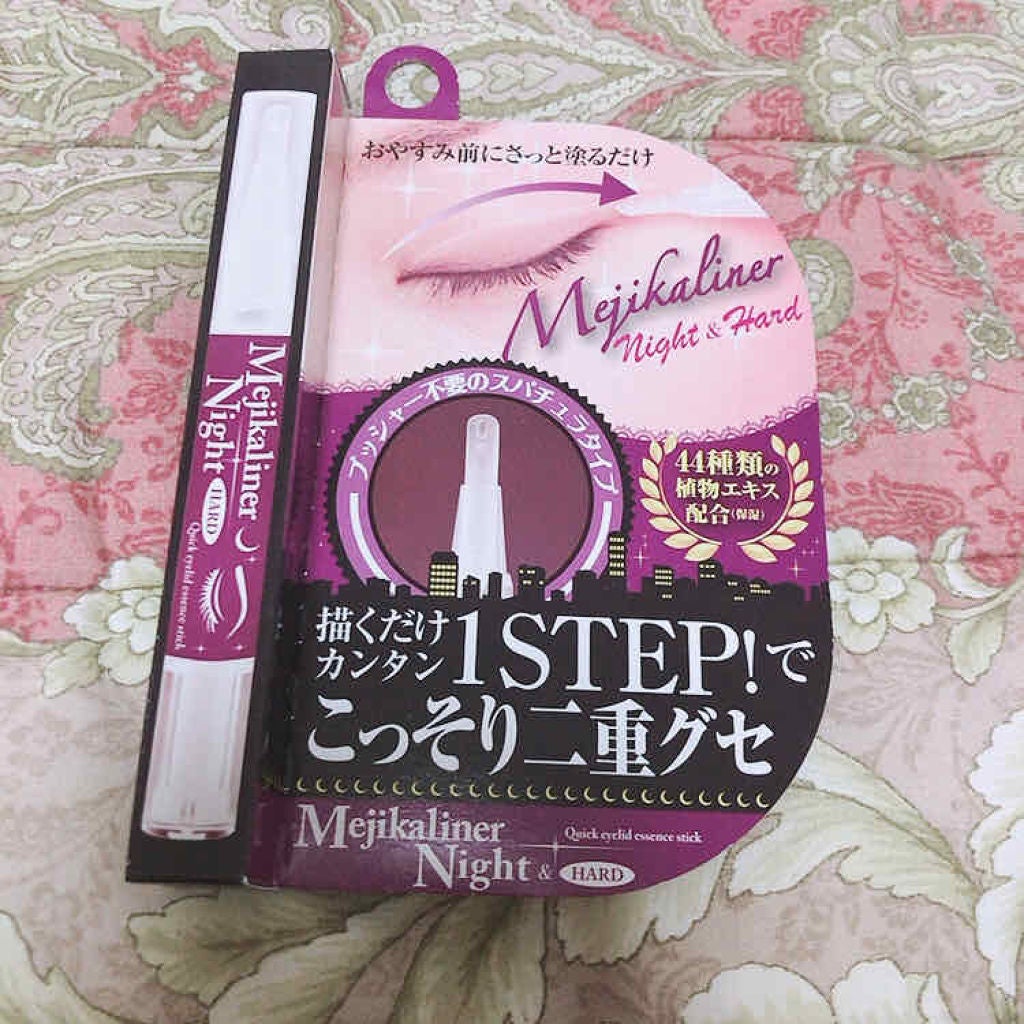 おやすみ前にさっと塗るだけ
Mejikaliner
Night & Hard
プッシャー不要のスパチュラタイプ
44種類の
植物エキス
配合(保湿)
描くだけ
カンタン
1STEP!で
こっそり二重グセ
Mejikaliner
Night & HARD
Quick eyelid essence stick
Mejikaliner
Night HARD
Quick eyelid essence stick